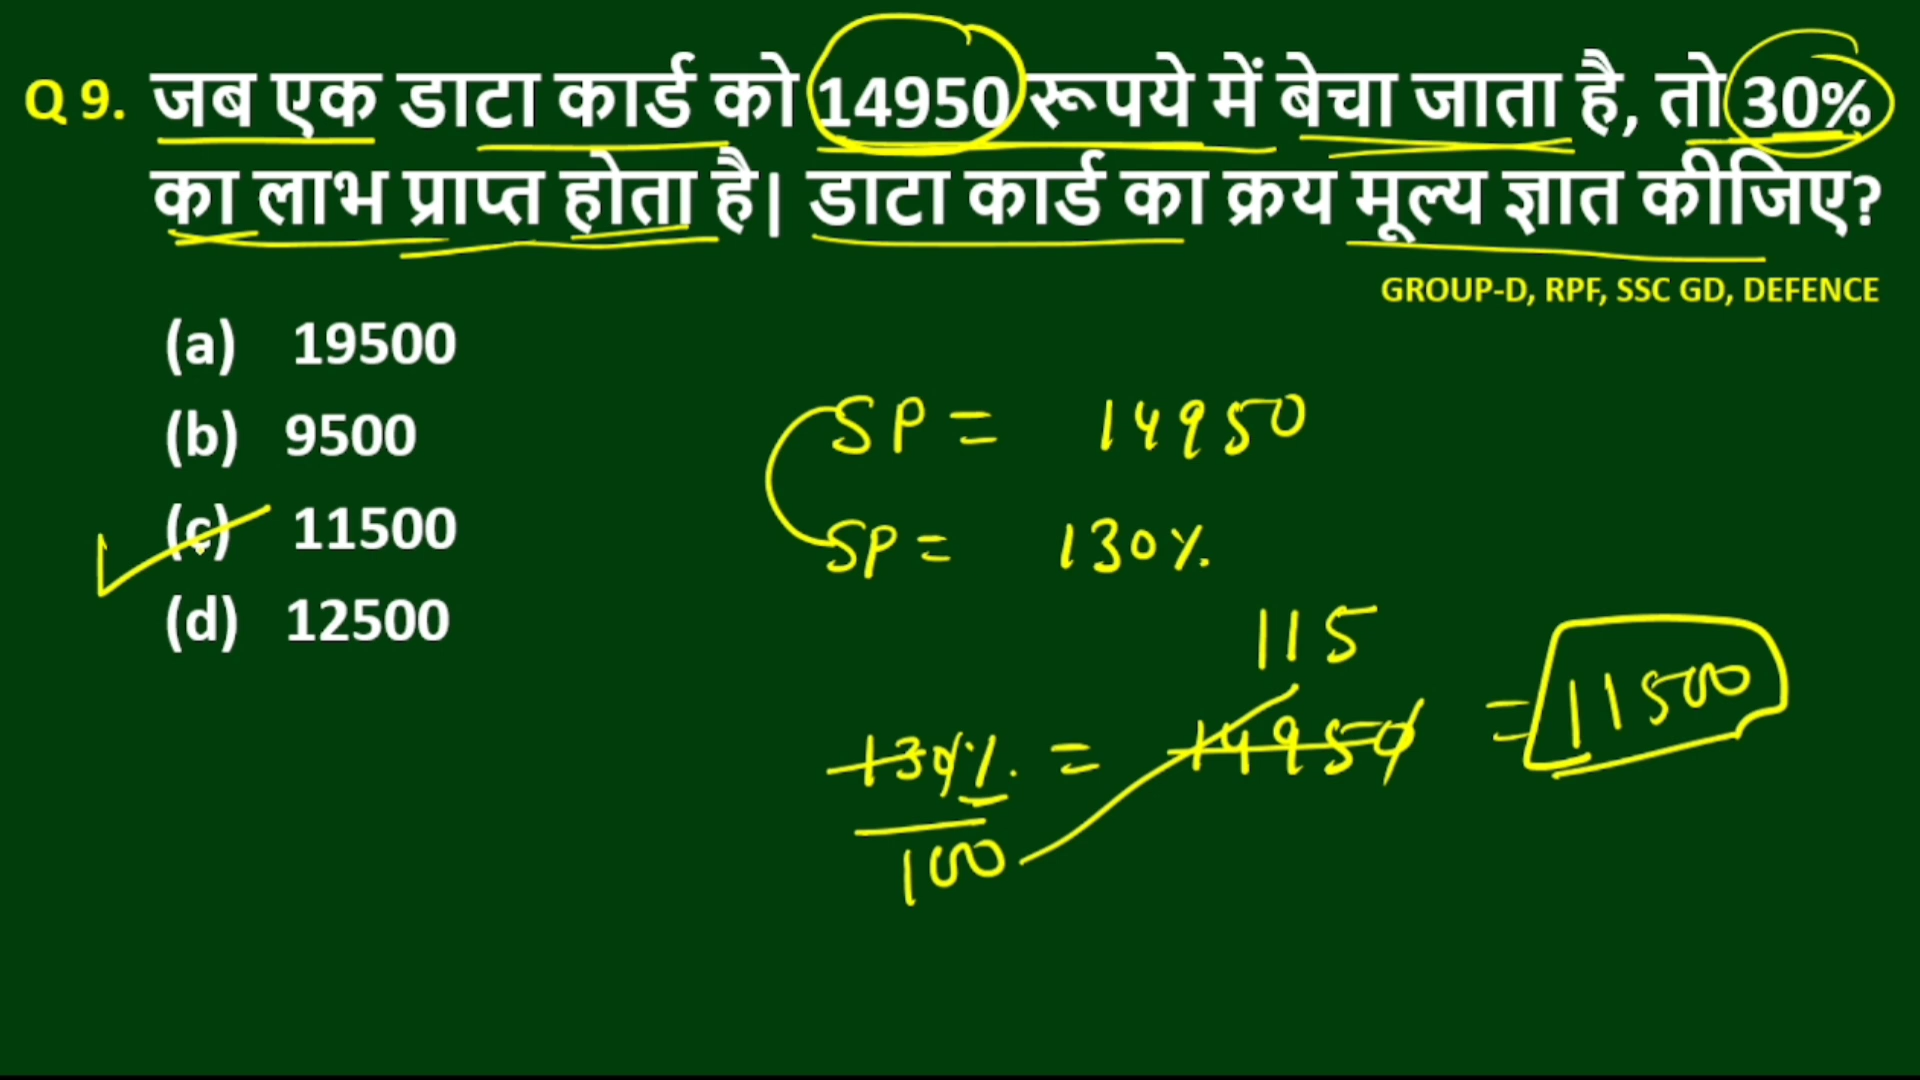 Q 9. जब एक डाटा कार्ड को 14950 रूपये में बेचा जाता है, तो 30%
का लाभ प्राप्त होता है| डाटा कार्ड का क्रय मूल्य ज्ञात कीजिए?
GROUP-D, RPF, SSC GD, DEFENCE
(a) 19500
(b) 9500
(c) 11500
(d) 12500
SP = 14950
SP = 130%.
115
130%. = 14950 = 11500
100